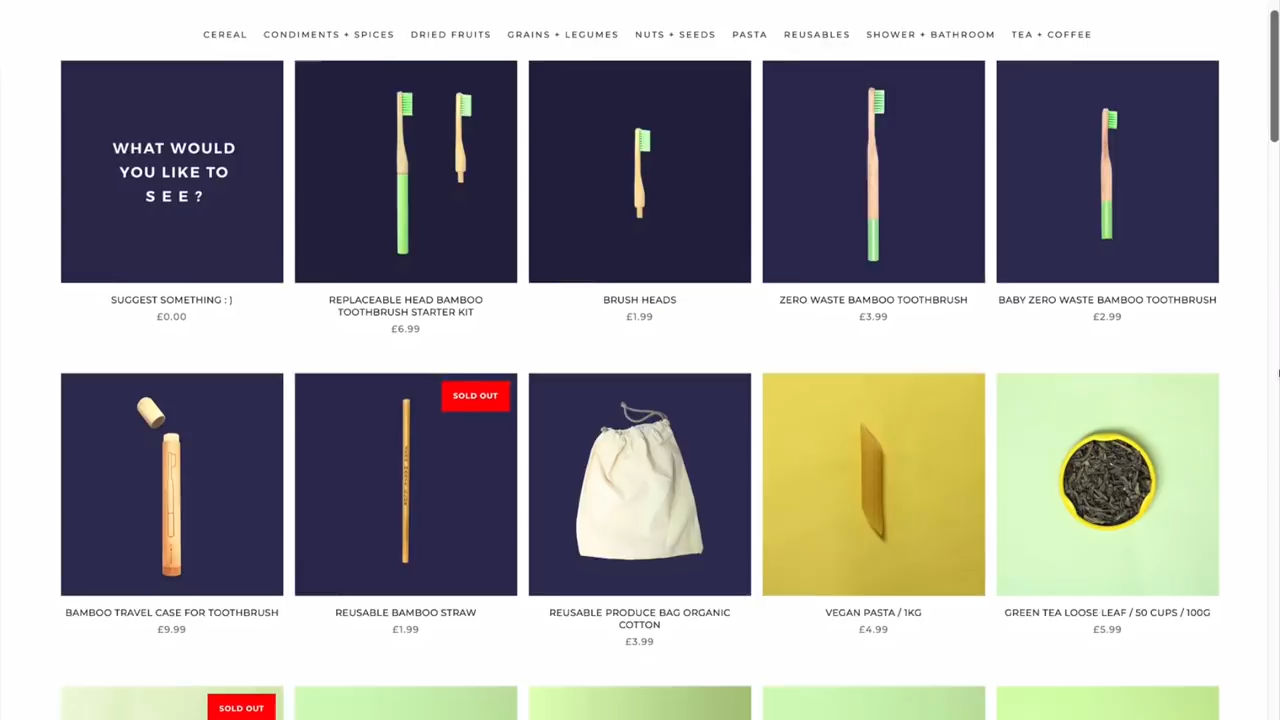 CEREAL CONDIMENTS + SPICES DRIED FRUITS GRAINS + LEGUMES NUTS + SEEDS PASTA REUSABLES SHOWER + BATHROOM TEA + COFFEE
WHAT WOULD
YOU LIKE TO
SEE?
SUGGEST SOMETHING : )
£0.00
REPLACEABLE HEAD BAMBOO
TOOTHBRUSH STARTER KIT
£6.99
BRUSH HEADS
£1.99
ZERO WASTE BAMBOO TOOTHBRUSH
£3.99
BABY ZERO WASTE BAMBOO TOOTHBRUSH
£2.99
BAMBOO TRAVEL CASE FOR TOOTHBRUSH
£9.99
SOLD OUT
REUSABLE BAMBOO STRAW
£1.99
REUSABLE PRODUCE BAG ORGANIC
COTTON
£3.99
VEGAN PASTA / 1KG
£4.99
GREEN TEA LOOSE LEAF / 50 CUPS / 100G
£5.99
SOLD OUT